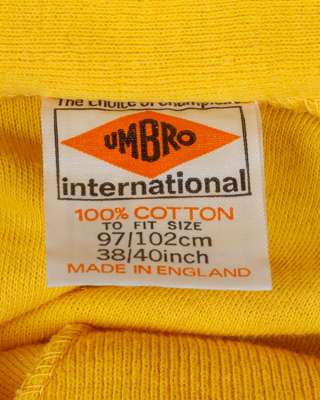 The choice of champions
UMBRO
international
100% COTTON
TO FIT SIZE
97/102cm
38/40inch
MADE IN ENGLAND